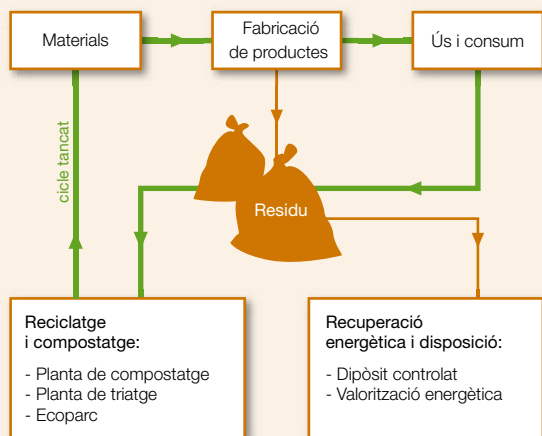 Materials
Fabricació
de productes
Ús i consum
cicle tancat
Residu
Reciclatge
i compostatge:
- Planta de compostatge
- Planta de triatge
- Ecoparc
Recuperació
energètica i disposició:
- Dipòsit controlat
- Valorització energètica